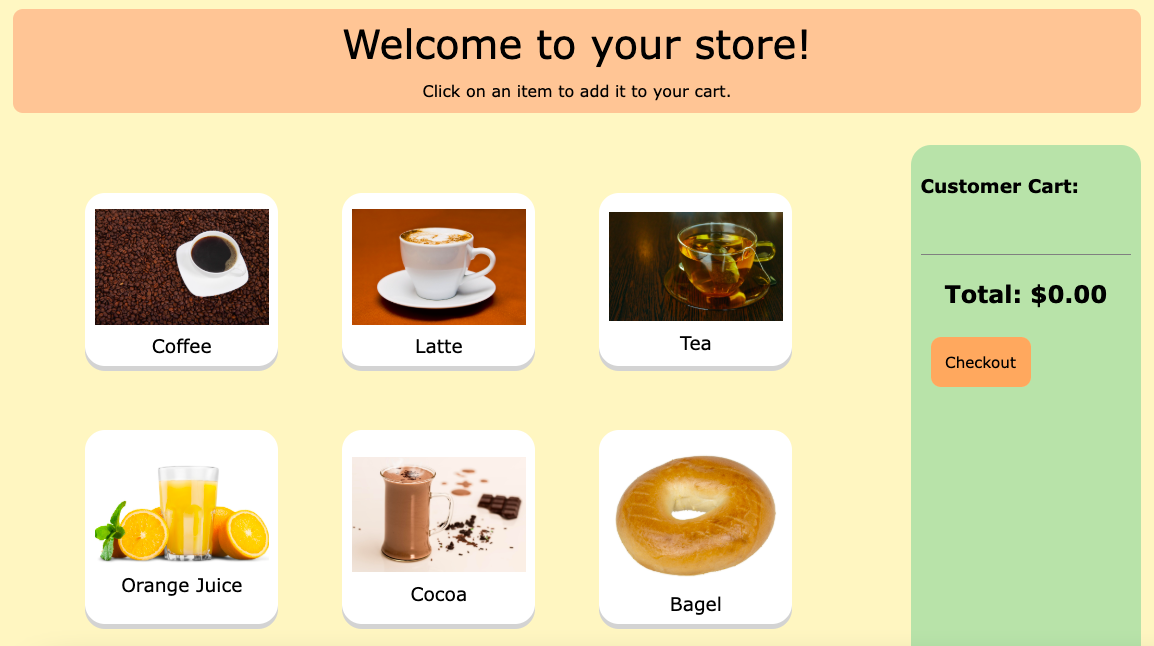 Welcome to your store!
Click on an item to add it to your cart.
Customer Cart:
Total: $0.00
Checkout
Coffee
Latte
Tea
Orange Juice
Cocoa
Bagel